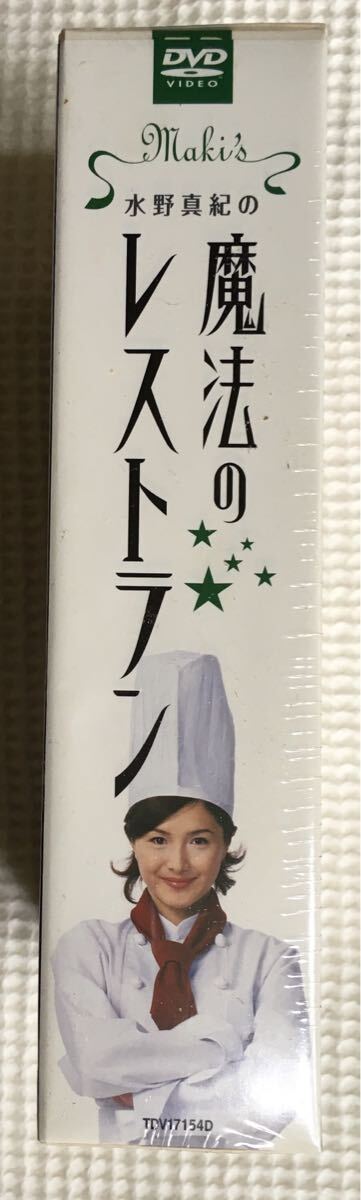 DVD
VIDEO
Maki's
水野真紀の
魔法の
レストラン
TDV17154D